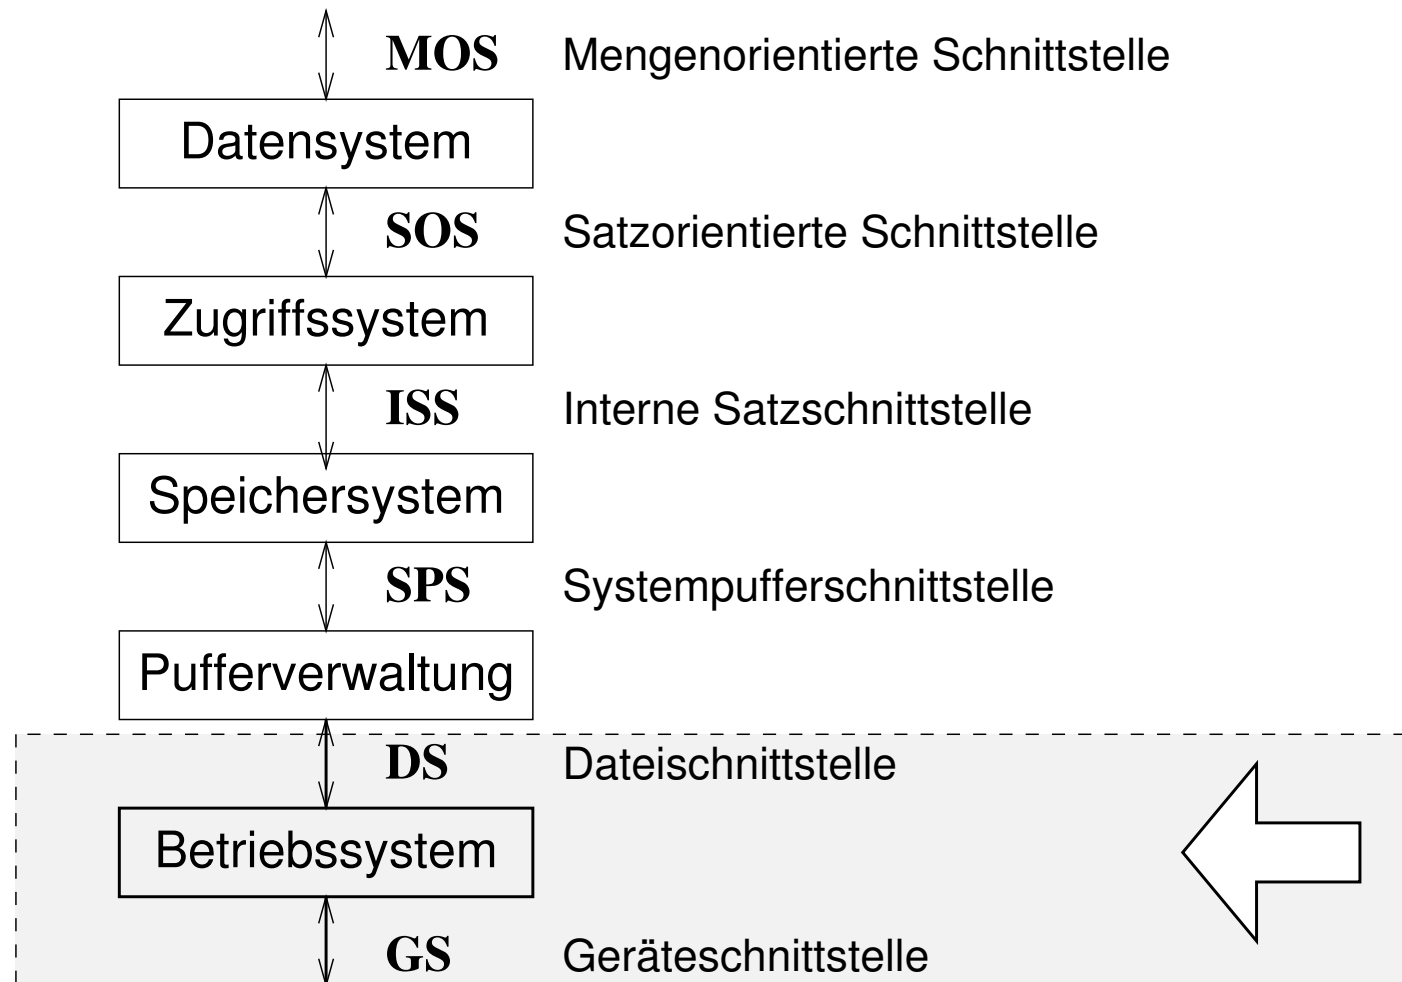 MOS Mengenorientierte Schnittstelle
Datensystem
SOS Satzorientierte Schnittstelle
Zugriffssystem
ISS Interne Satzschnittstelle
Speichersystem
SPS Systempufferschnittstelle
Pufferverwaltung
DS Dateischnittstelle
Betriebssystem
GS Geräteschnittstelle